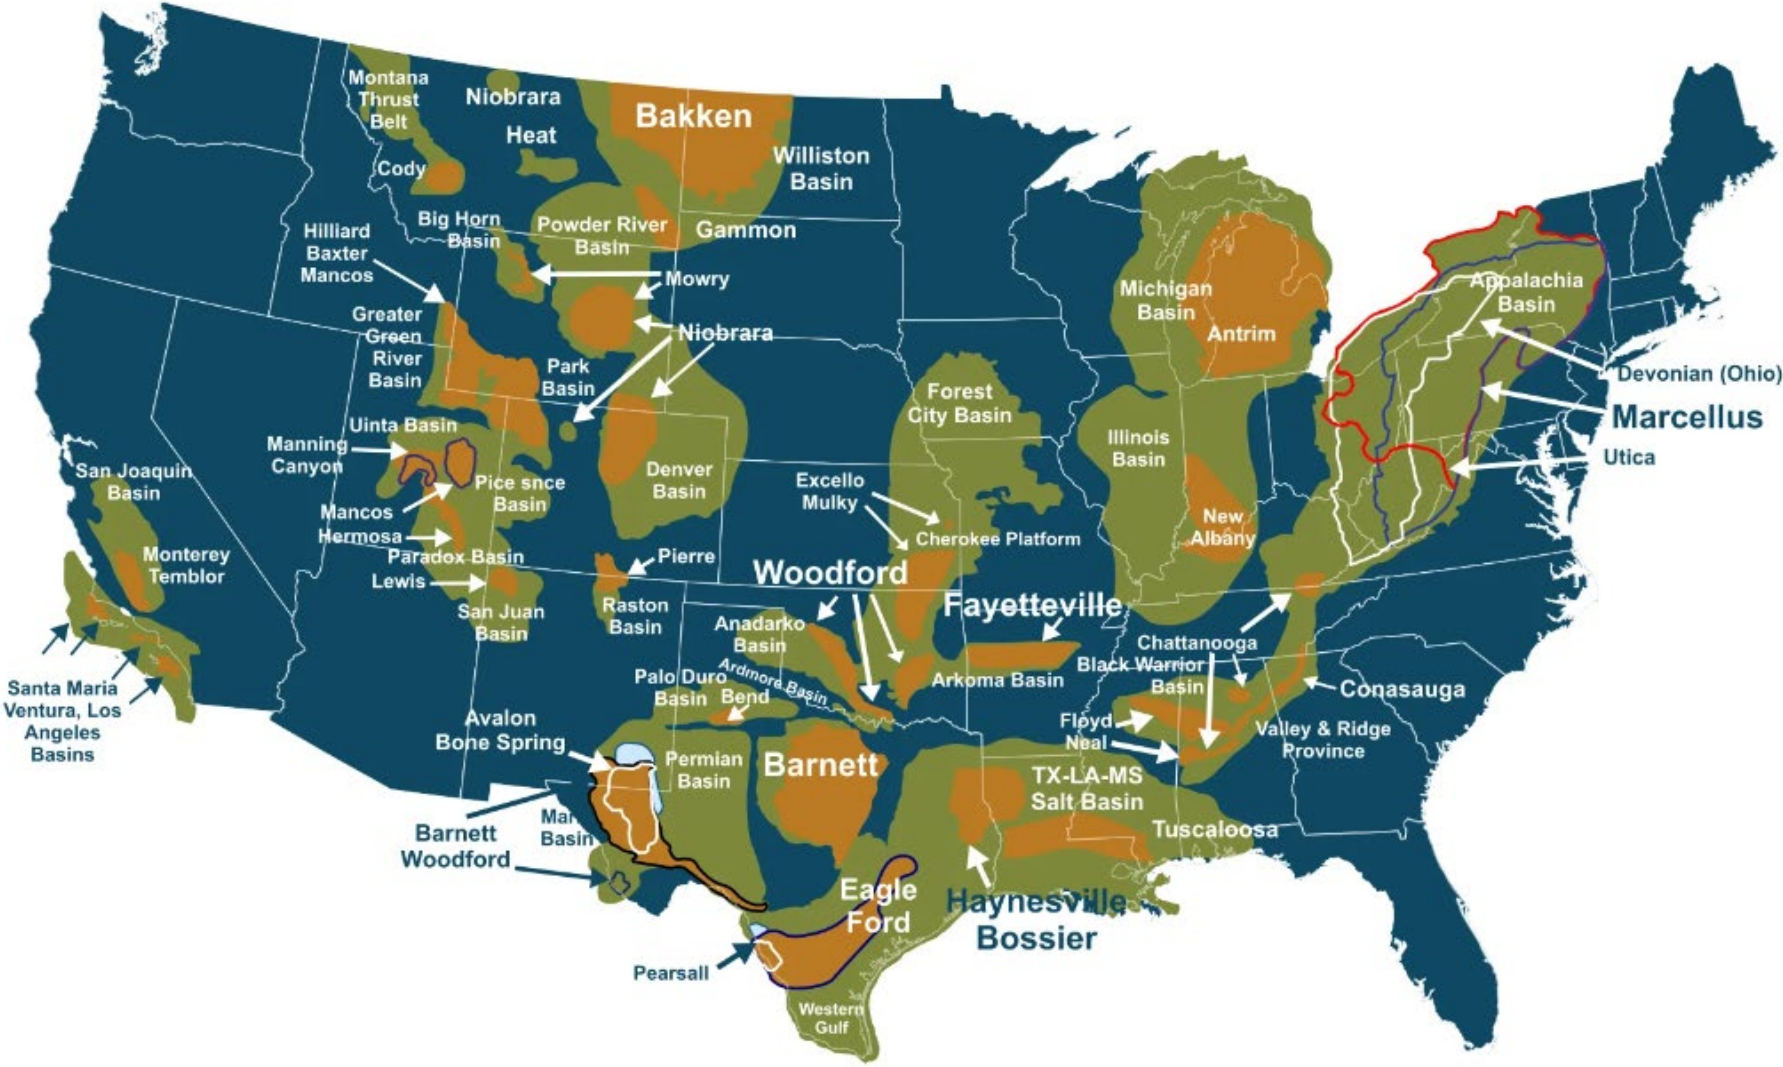 Montana
Thrust
Belt
Niobrara
Heat
Bakken
Williston
Basin
Cody
Big Horn
Basin
Powder River
Basin
Gammon
Hilliard
Baxter
Mancos
Mowry
Greater
Green
River
Basin
Niobrara
Park
Basin
Michigan
Basin
Antrim
Appalachia
Basin
Devonian (Ohio)
Marcellus
Utica
Forest
City Basin
Uinta Basin
Manning
Canyon
San Joaquin
Basin
Pice snce
Basin
Denver
Basin
Illinois
Basin
Excello
Mulky
Mancos
Hermosa
Paradox Basin
Cherokee Platform
New
Albany
Monterey
Temblor
Lewis
Pierre
Woodford
San Juan
Basin
Raston
Basin
Fayetteville
Anadarko
Basin
Chattanooga
Black Warrior
Basin
Palo Duro
Basin
Ardmore Basin
Bend
Arkoma Basin
Conasauga
Santa Maria
Ventura, Los
Angeles
Basins
Avalon
Bone Spring
Floyd
Neal
Valley & Ridge
Province
Permian
Basin
Barnett
TX-LA-MS
Salt Basin
Mar
Basin
Barnett
Woodford
Tuscaloosa
Eagle
Ford
Haynesville
Bossier
Pearsall
Western
Gulf